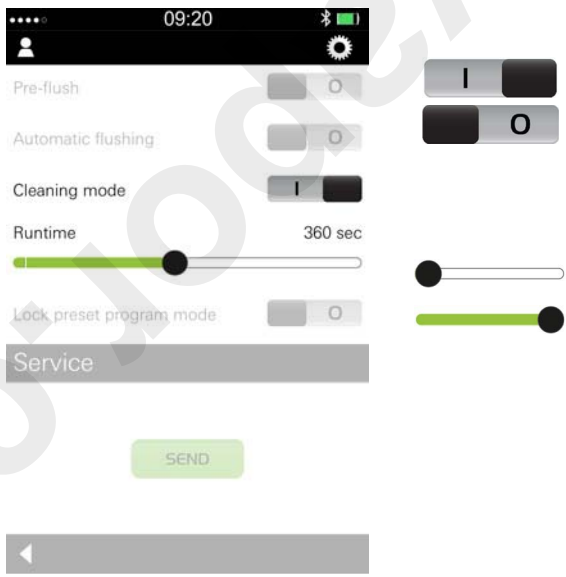 09:20
Pre-flush O
Automatic flushing O
Cleaning mode I
Runtime 360 sec
Lock preset program mode O
Service
SEND
I
O